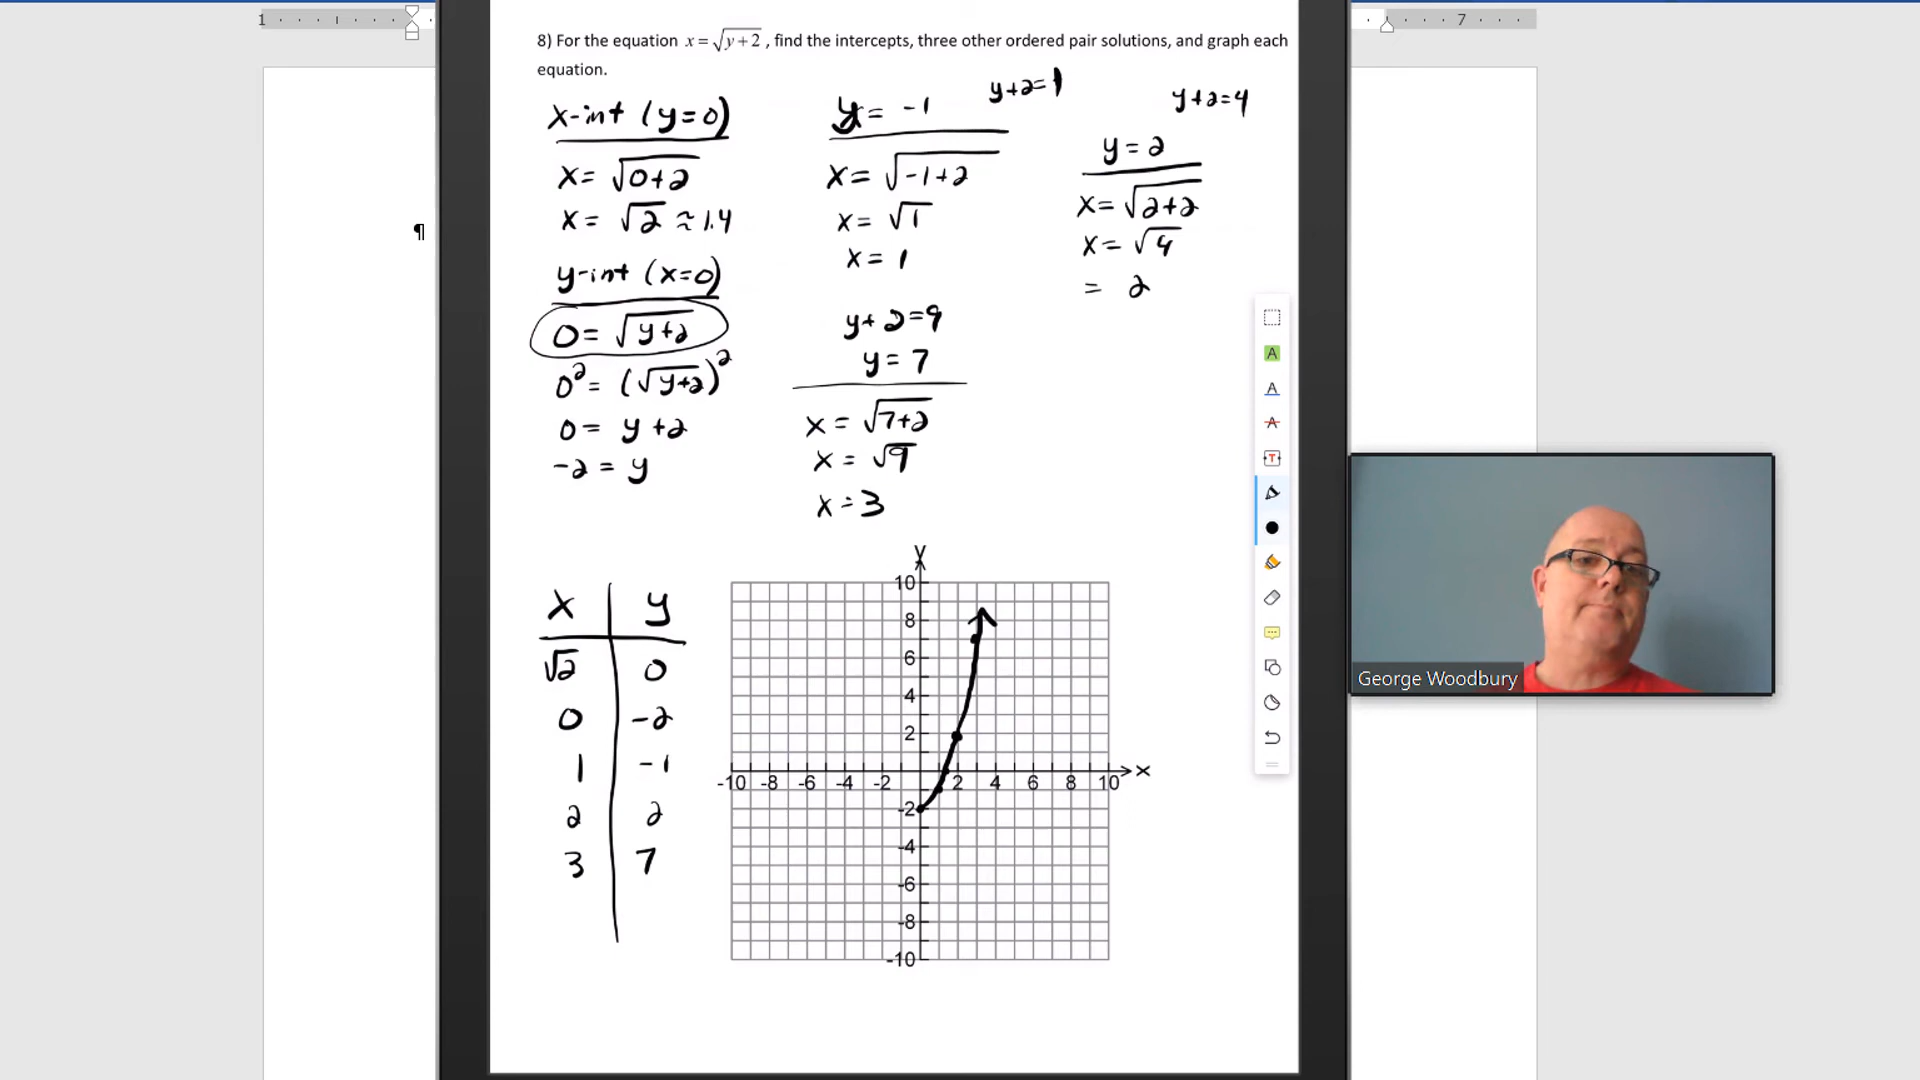 1
7
8) For the equation x = √y+2 , find the intercepts, three other ordered pair solutions, and graph each
equation.
x-int (y=0)
x = √0+2
x = √2 ≈ 1.4
y-int (x=0)
0 = √y+2
0² = (√y+2)²
0 = y+2
-2 = y
y+2=1
y = -1
x = √-1+2
x = √1
x = 1
y+2=4
y = 2
x = √2+2
x = √4
= 2
y+2=9
y = 7
x = √7+2
x = √9
x = 3
¶
x y
√2 0
0 -2
1 -1
2 2
3 7
y
10
8
6
4
2
-10 -8 -6 -4 -2 2 4 6 8 10 x
-2
-4
-6
-8
-10
A
A
A
T
George Woodbury